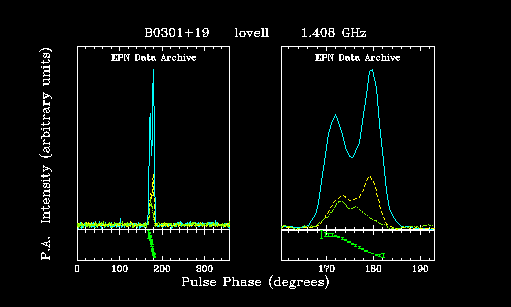 B0301+19 lovell 1.408 GHz
EPN Data Archive EPN Data Archive
Intensity (arbitrary units)
P.A.
0 100 200 300 170 180 190
Pulse Phase (degrees)